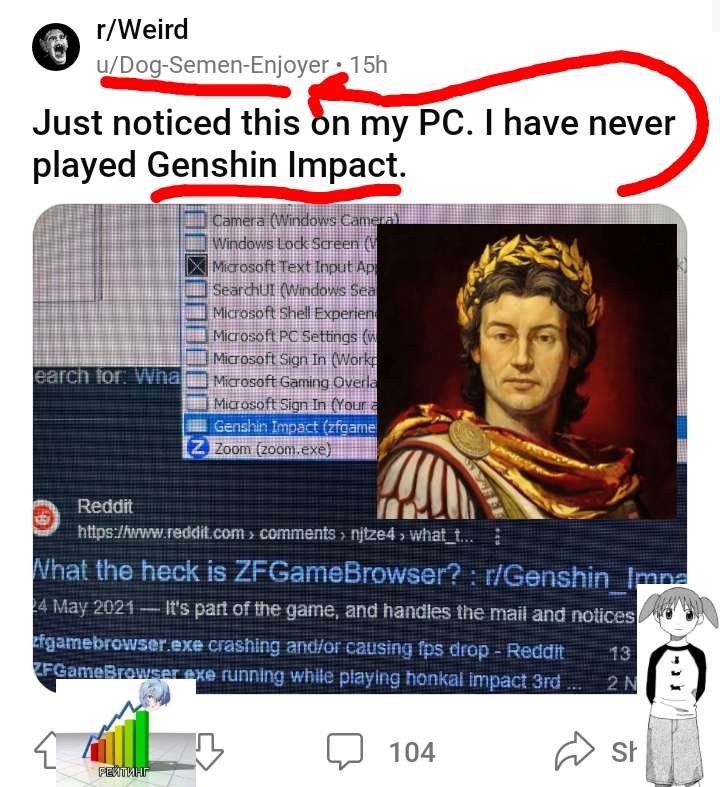 r/Weird
u/Dog-Semen-Enjoyer • 15h
Just noticed this on my PC. I have never
played Genshin Impact.
Camera (Windows Camera)
Windows Lock Screen (W
Microsoft Text Input Ap
SearchUI (Windows Sea
Microsoft Shell Experien
Microsoft PC Settings (w
Microsoft Sign In (Workp
Microsoft Gaming Overla
Microsoft Sign In (Your a
Genshin Impact (zfgame
Z Zoom (zoom.exe)
earch for: Wha
Reddit
https://www.reddit.com › comments › njtze4 › what_t...
What the heck is ZFGameBrowser? : r/Genshin_Impa
24 May 2021 — It's part of the game, and handles the mail and notices
zfgamebrowser.exe crashing and/or causing fps drop - Reddit 13
ZFGameBrowser.exe running while playing honkai impact 3rd ... 2 N
РЕЙТИНГ
104
Sh